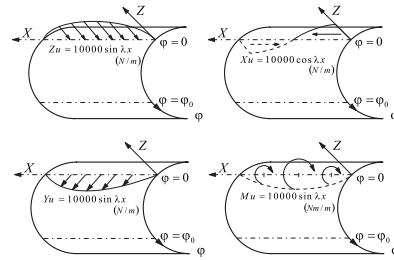 Z
X
φ = 0
Zu = 10000 sin λx
(N/m)
φ = φ₀
φ
Z
X
φ = 0
Xu = 10000 cos λx
(N/m)
φ = φ₀
φ
Z
X
φ = 0
Yu = 10000 sin λx
(N/m)
φ = φ₀
φ
Z
X
φ = 0
Mu = 10000 sin λx
(Nm/m)
φ = φ₀
φ